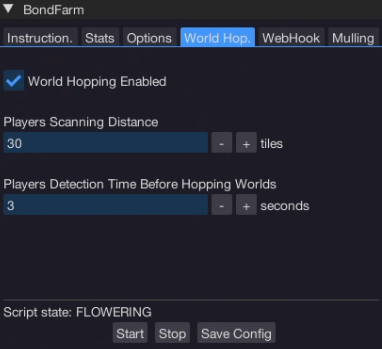 BondFarm
Instruction. Stats Options World Hop. WebHook Mulling
World Hopping Enabled
Players Scanning Distance
30 - + tiles
Players Detection Time Before Hopping Worlds
3 - + seconds
Script state: FLOWERING
Start Stop Save Config